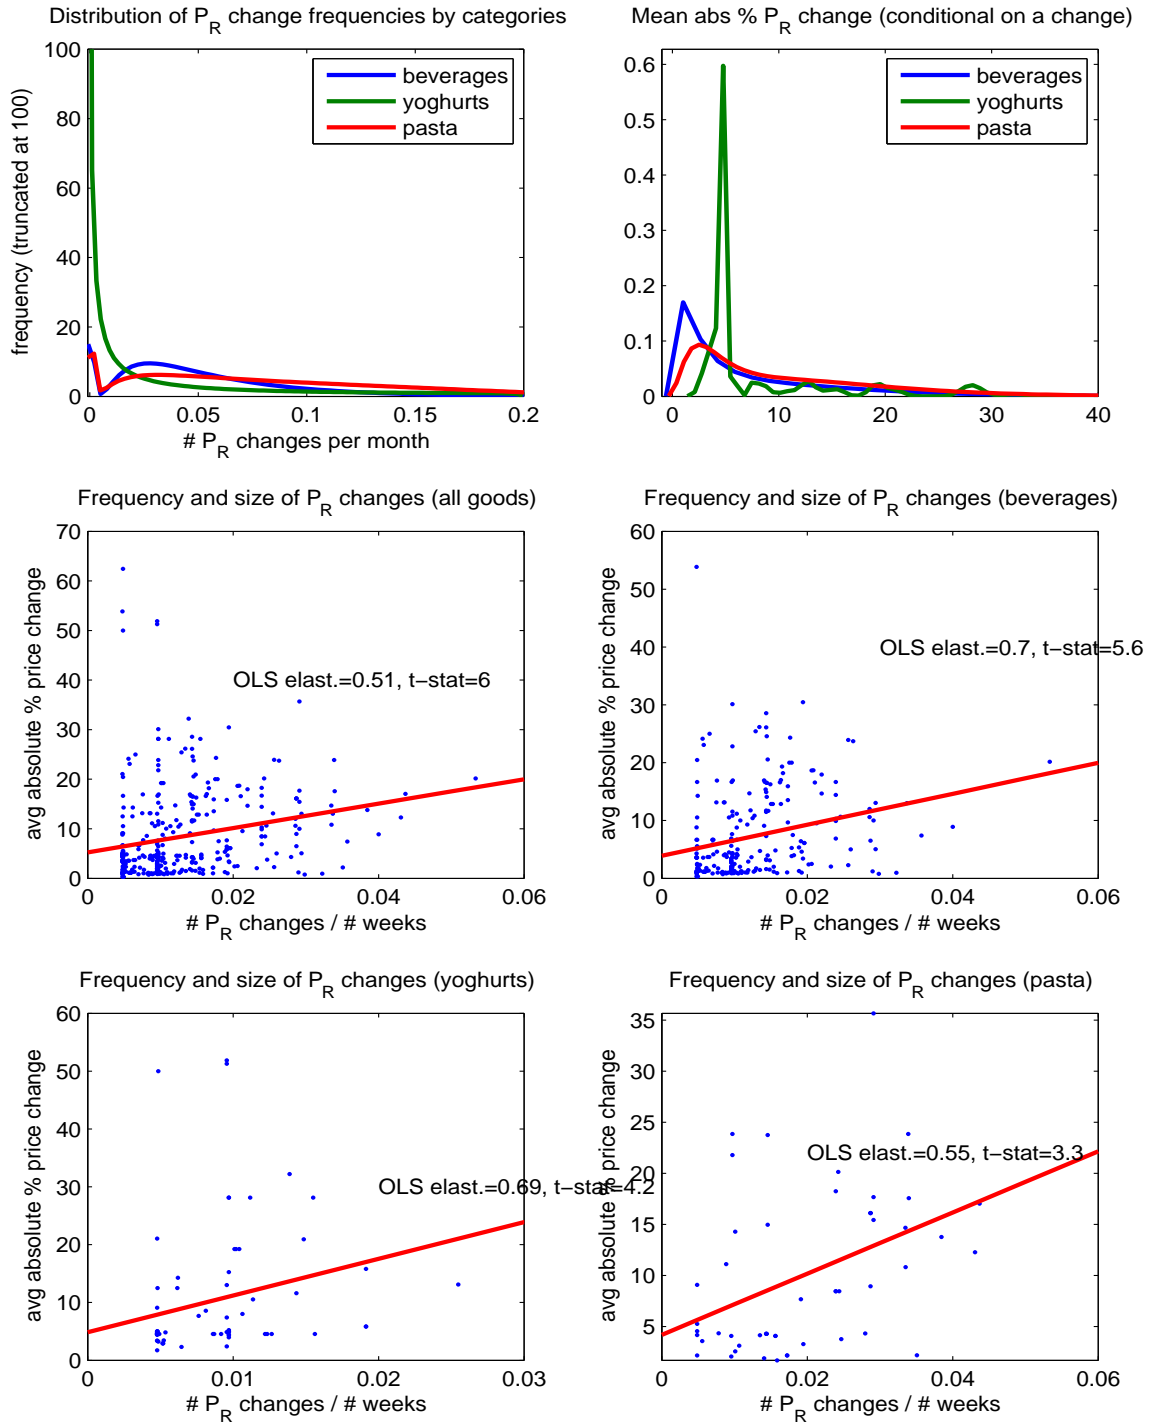 Distribution of P_R change frequencies by categories
frequency (truncated at 100)
100
80
60
40
20
0
beverages
yoghurts
pasta
0 0.05 0.1 0.15 0.2
# P_R changes per month
Mean abs % P_R change (conditional on a change)
0.6
0.5
0.4
0.3
0.2
0.1
0
beverages
yoghurts
pasta
0 10 20 30 40
Frequency and size of P_R changes (all goods)
avg absolute % price change
70
60
50
40
30
20
10
0
OLS elast.=0.51, t-stat=6
0 0.02 0.04 0.06
# P_R changes / # weeks
Frequency and size of P_R changes (beverages)
avg absolute % price change
60
50
40
30
20
10
0
OLS elast.=0.7, t-stat=5.6
0 0.02 0.04 0.06
# P_R changes / # weeks
Frequency and size of P_R changes (yoghurts)
avg absolute % price change
60
50
40
30
20
10
0
OLS elast.=0.69, t-stat=4.2
0 0.01 0.02 0.03
# P_R changes / # weeks
Frequency and size of P_R changes (pasta)
avg absolute % price change
35
30
25
20
15
10
5
OLS elast.=0.55, t-stat=3.3
0 0.02 0.04 0.06
# P_R changes / # weeks